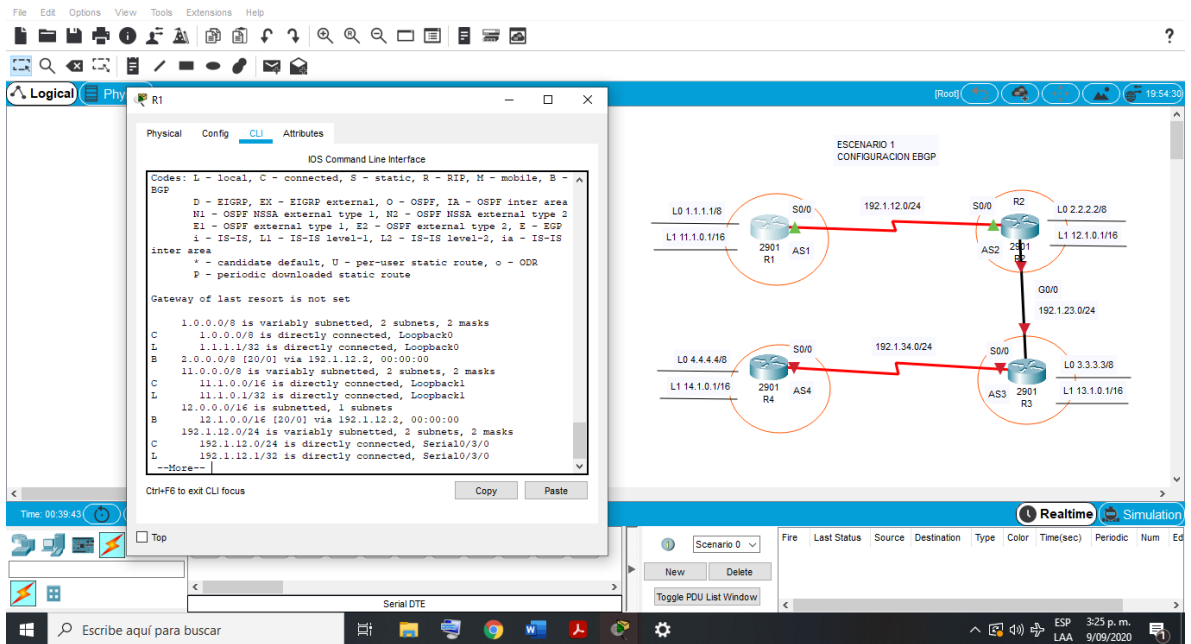 File Edit Options View Tools Extensions Help
?
Logical Phy [Root] 19:54:30
R1
Physical Config CLI Attributes
IOS Command Line Interface
Codes: L - local, C - connected, S - static, R - RIP, M - mobile, B -
BGP
D - EIGRP, EX - EIGRP external, O - OSPF, IA - OSPF inter area
N1 - OSPF NSSA external type 1, N2 - OSPF NSSA external type 2
E1 - OSPF external type 1, E2 - OSPF external type 2, E - EGP
i - IS-IS, L1 - IS-IS level-1, L2 - IS-IS level-2, ia - IS-IS
inter area
* - candidate default, U - per-user static route, o - ODR
P - periodic downloaded static route
Gateway of last resort is not set
1.0.0.0/8 is variably subnetted, 2 subnets, 2 masks
C 1.0.0.0/8 is directly connected, Loopback0
L 1.1.1.1/32 is directly connected, Loopback0
B 2.0.0.0/8 [20/0] via 192.1.12.2, 00:00:00
11.0.0.0/8 is variably subnetted, 2 subnets, 2 masks
C 11.1.0.0/16 is directly connected, Loopback1
L 11.1.0.1/32 is directly connected, Loopback1
12.0.0.0/16 is subnetted, 1 subnets
B 12.1.0.0/16 [20/0] via 192.1.12.2, 00:00:00
192.1.12.0/24 is variably subnetted, 2 subnets, 2 masks
C 192.1.12.0/24 is directly connected, Serial0/3/0
L 192.1.12.1/32 is directly connected, Serial0/3/0
--More--
Ctrl+F6 to exit CLI focus
Copy Paste
Top
ESCENARIO 1
CONFIGURACION EBGP
L0 1.1.1.1/8
L1 11.1.0.1/16
S0/0
2901
R1
AS1
192.1.12.0/24
S0/0
R2
AS2
2901
R2
L0 2.2.2.2/8
L1 12.1.0.1/16
G0/0
192.1.23.0/24
L0 4.4.4.4/8
L1 14.1.0.1/16
S0/0
2901
R4
AS4
192.1.34.0/24
S0/0
AS3
2901
R3
L0 3.3.3.3/8
L1 13.1.0.1/16
Time: 00:39:43
Realtime Simulation
Serial DTE
Scenario 0
New Delete
Toggle PDU List Window
Fire Last Status Source Destination Type Color Time(sec) Periodic Num Ed
Escribe aquí para buscar
ESP
LAA
3:25 p. m.
9/09/2020
1